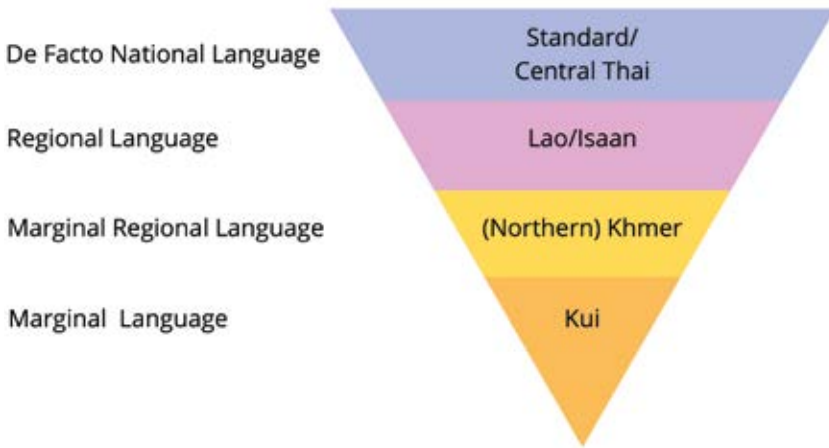 De Facto National Language
Standard/
Central Thai
Regional Language
Lao/Isaan
Marginal Regional Language
(Northern) Khmer
Marginal Language
Kui